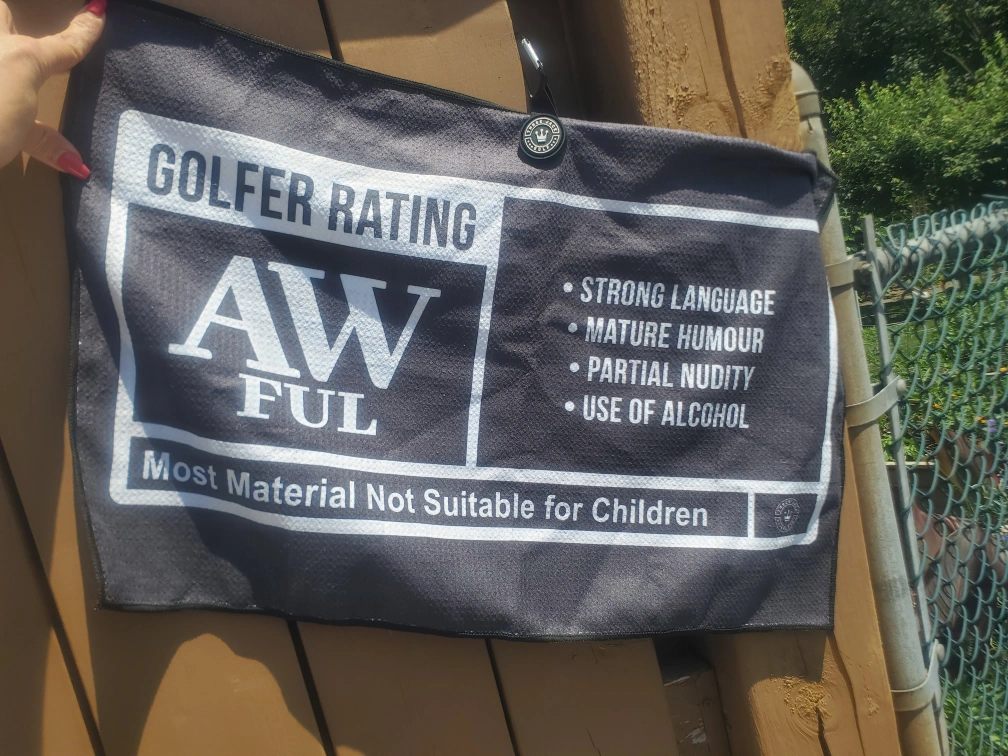 GOLFER RATING
AW
FUL
• STRONG LANGUAGE
• MATURE HUMOUR
• PARTIAL NUDITY
• USE OF ALCOHOL
Most Material Not Suitable for Children